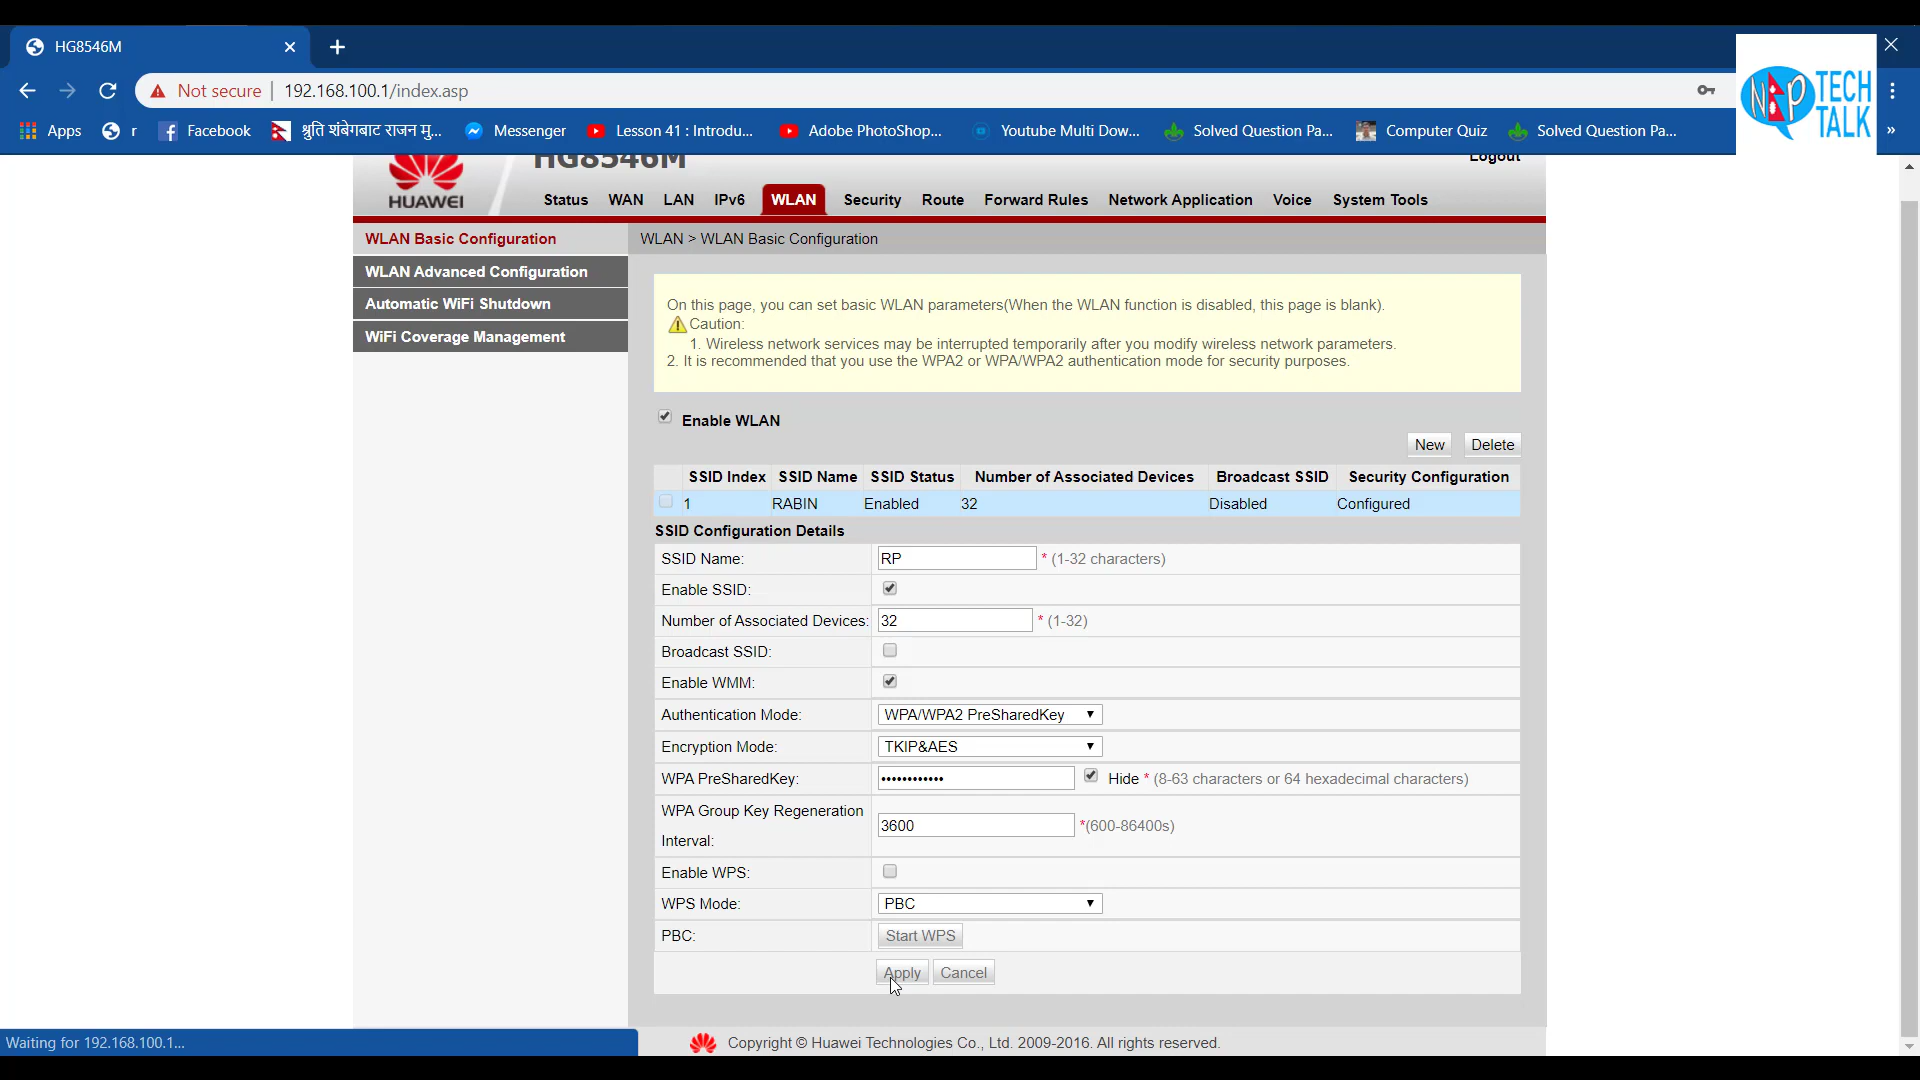 HG8546M
Not secure | 192.168.100.1/index.asp
Apps r Facebook श्रुति शंबेगबाट राजन मु... Messenger Lesson 41 : Introdu... Adobe PhotoShop... Youtube Multi Dow... Solved Question Pa... Computer Quiz Solved Question Pa... »
NEP TECH TALK
HG8546M
Logout
HUAWEI
Status WAN LAN IPv6 WLAN Security Route Forward Rules Network Application Voice System Tools
WLAN Basic Configuration
WLAN Advanced Configuration
Automatic WiFi Shutdown
WiFi Coverage Management
WLAN > WLAN Basic Configuration
On this page, you can set basic WLAN parameters(When the WLAN function is disabled, this page is blank).
Caution:
1. Wireless network services may be interrupted temporarily after you modify wireless network parameters.
2. It is recommended that you use the WPA2 or WPA/WPA2 authentication mode for security purposes.
Enable WLAN
New Delete
SSID Index SSID Name SSID Status Number of Associated Devices Broadcast SSID Security Configuration
1 RABIN Enabled 32 Disabled Configured
SSID Configuration Details
SSID Name: RP * (1-32 characters)
Enable SSID:
Number of Associated Devices: 32 * (1-32)
Broadcast SSID:
Enable WMM:
Authentication Mode: WPA/WPA2 PreSharedKey
Encryption Mode: TKIP&AES
WPA PreSharedKey: •••••••••••• Hide * (8-63 characters or 64 hexadecimal characters)
WPA Group Key Regeneration
Interval: 3600 *(600-86400s)
Enable WPS:
WPS Mode: PBC
PBC: Start WPS
Apply Cancel
Waiting for 192.168.100.1...
Copyright © Huawei Technologies Co., Ltd. 2009-2016. All rights reserved.